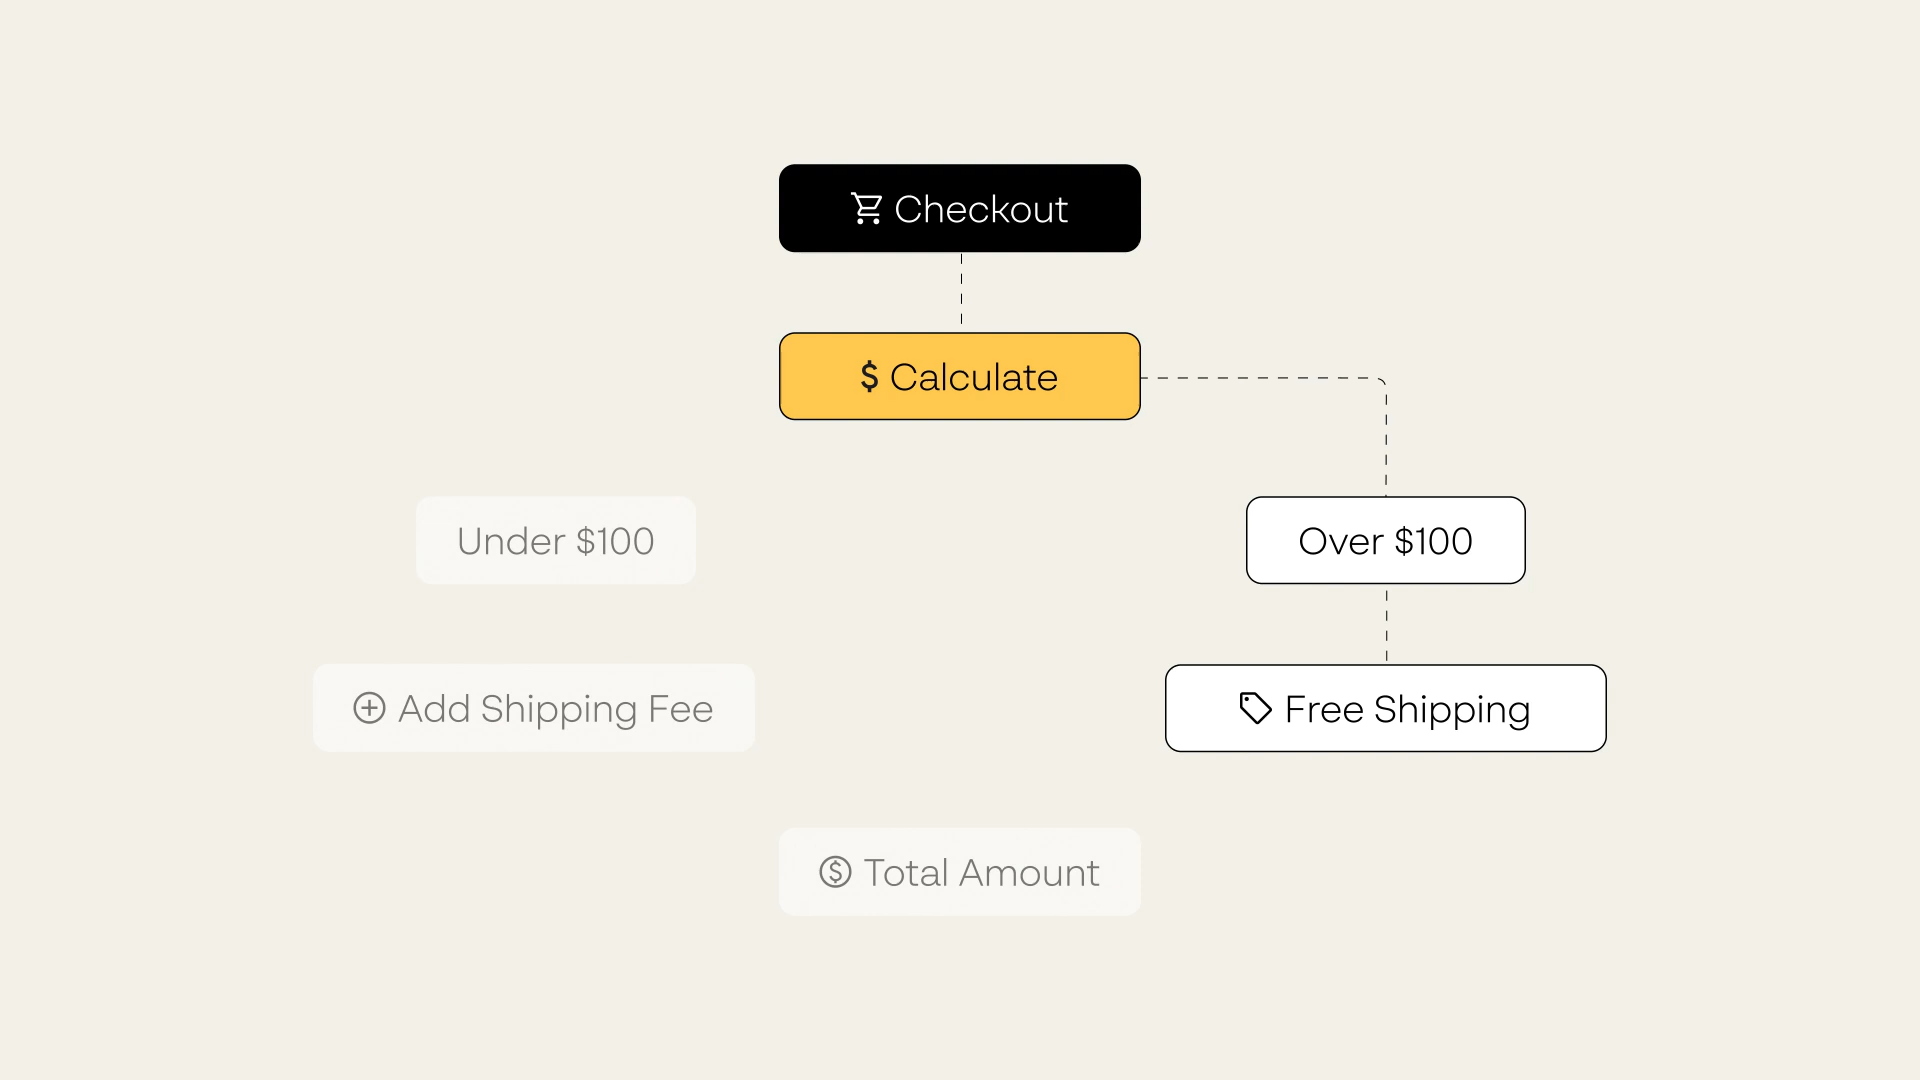 Checkout
$ Calculate
Under $100
Over $100
Add Shipping Fee
Free Shipping
$ Total Amount